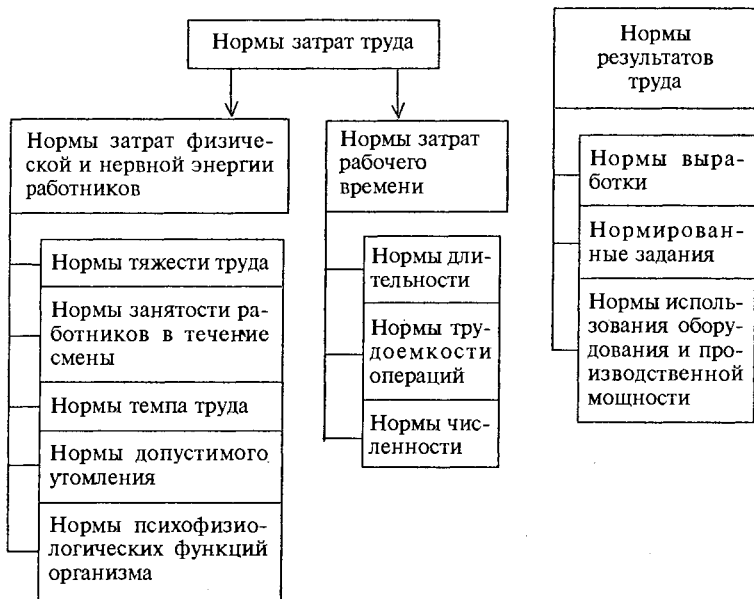 Нормы затрат труда
Нормы
результатов
труда
Нормы затрат физиче-
ской и нервной энергии
работников
Нормы затрат
рабочего
времени
Нормы выра-
ботки
Нормирован-
ные задания
Нормы исполь-
зования обору-
дования и про-
изводственной
мощности
Нормы тяжести труда
Нормы занятости ра-
ботников в течение
смены
Нормы темпа труда
Нормы допустимого
утомления
Нормы психофизио-
логических функций
организма
Нормы дли-
тельности
Нормы тру-
доемкости
операций
Нормы чис-
ленности